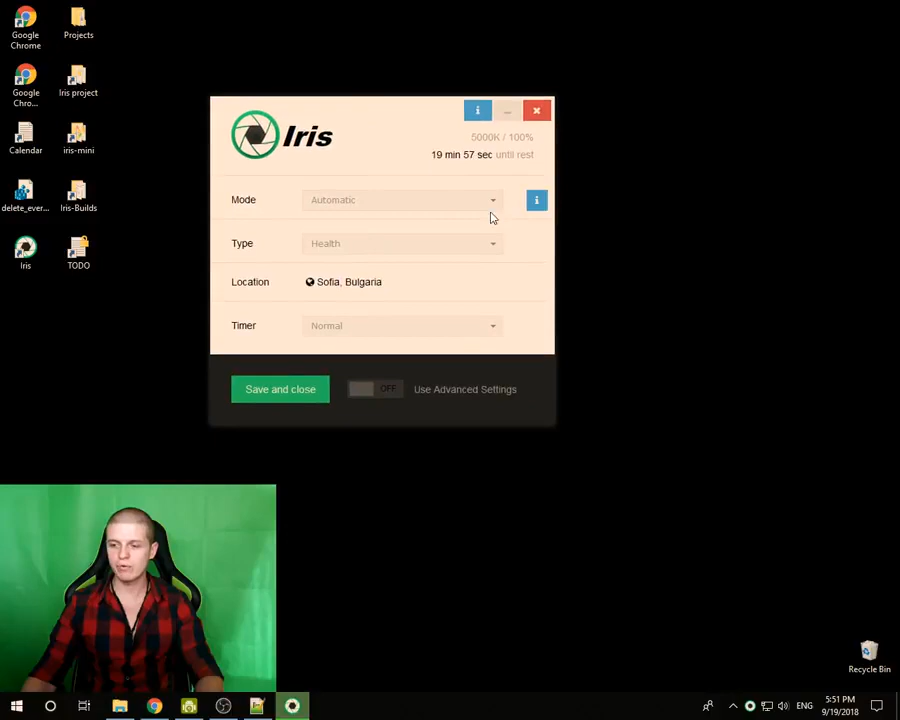 Google
Chrome
Projects
Google
Chro...
Iris project
Calendar
iris-mini
delete_ever...
Iris-Builds
Iris
TODO
Iris
5000K / 100%
19 min 57 sec until rest
Mode
Automatic
Type
Health
Location
Sofia, Bulgaria
Timer
Normal
Save and close
OFF
Use Advanced Settings
Recycle Bin
ENG
5:51 PM
9/19/2018